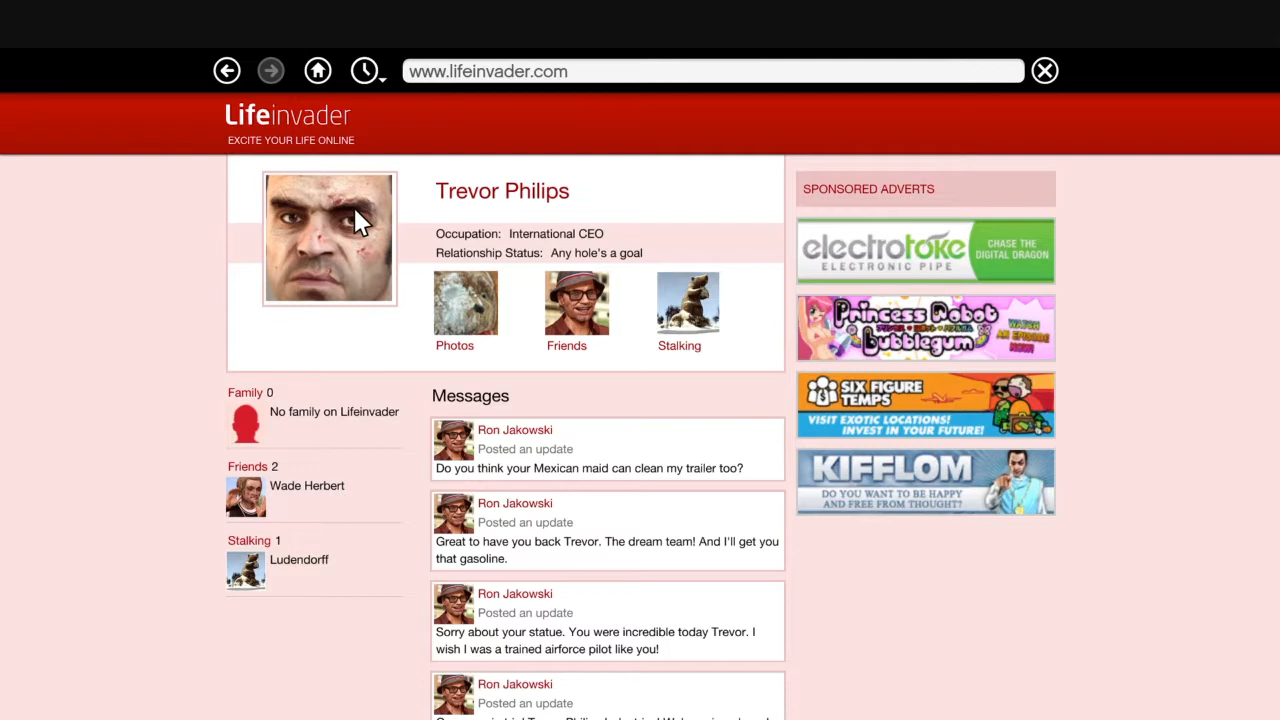 www.lifeinvader.com
Lifeinvader
EXCITE YOUR LIFE ONLINE
Trevor Philips
Occupation: International CEO
Relationship Status: Any hole's a goal
Photos
Friends
Stalking
Family 0
No family on Lifeinvader
Friends 2
Wade Herbert
Stalking 1
Ludendorff
Messages
Ron Jakowski
Posted an update
Do you think your Mexican maid can clean my trailer too?
Ron Jakowski
Posted an update
Great to have you back Trevor. The dream team! And I'll get you
that gasoline.
Ron Jakowski
Posted an update
Sorry about your statue. You were incredible today Trevor. I
wish I was a trained airforce pilot like you!
Ron Jakowski
Posted an update
SPONSORED ADVERTS
electrotoke
ELECTRONIC PIPE
CHASE THE
DIGITAL DRAGON
Princess Robot
Bubblegum
WATCH
AN EPISODE
NOW!
SIX FIGURE
TEMPS
VISIT EXOTIC LOCATIONS!
INVEST IN YOUR FUTURE!
KIFFLOM
DO YOU WANT TO BE HAPPY
AND FREE FROM THOUGHT?